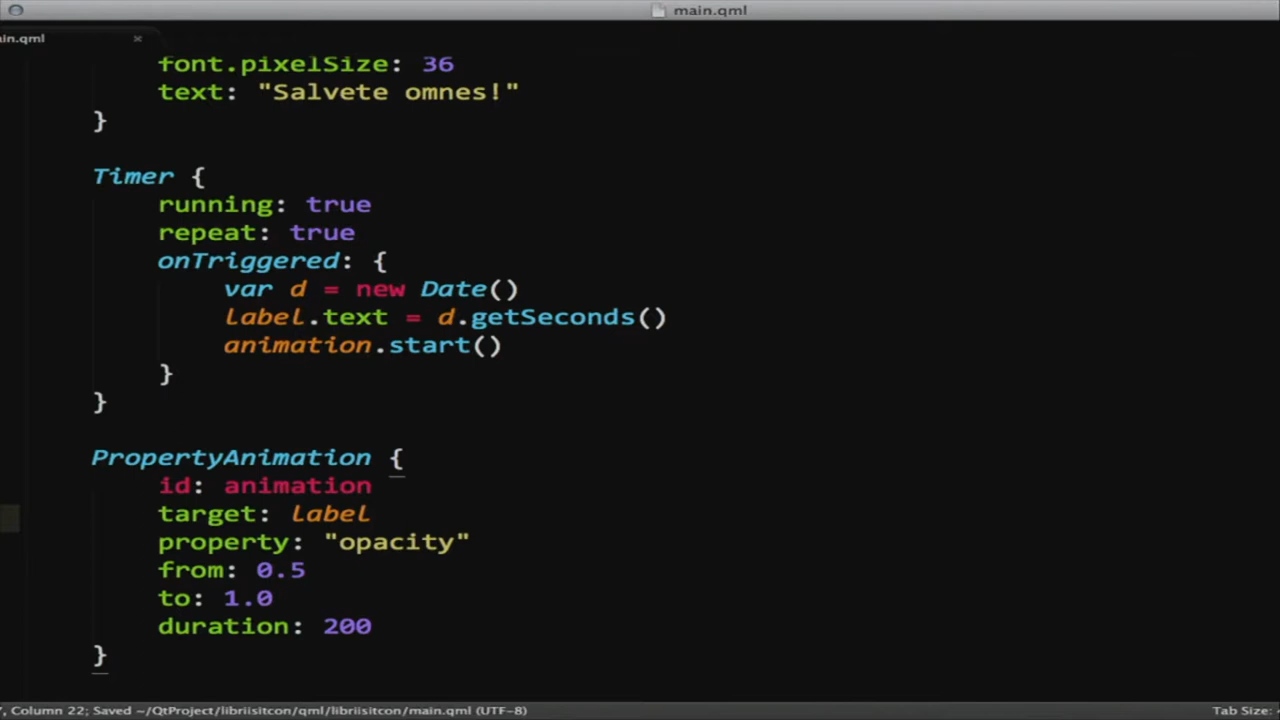 main.qml
in.qml ×
font.pixelSize: 36
text: "Salvete omnes!"
}
Timer {
running: true
repeat: true
onTriggered: {
var d = new Date()
label.text = d.getSeconds()
animation.start()
}
}
PropertyAnimation {
id: animation
target: label
property: "opacity"
from: 0.5
to: 1.0
duration: 200
}
, Column 22; Saved ~/QtProject/libriisitcon/qml/libriisitcon/main.qml (UTF-8)
Tab Size: